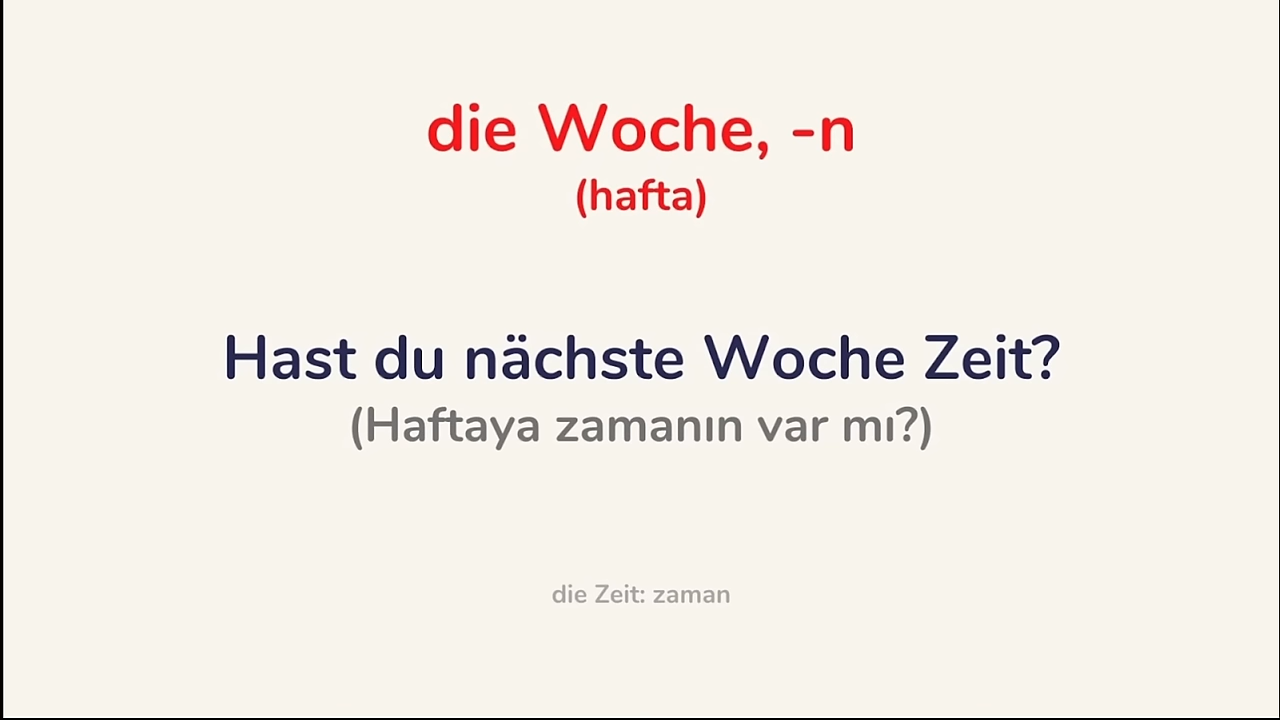 die Woche, -n
(hafta)
Hast du nächste Woche Zeit?
(Haftaya zamanın var mı?)
die Zeit: zaman